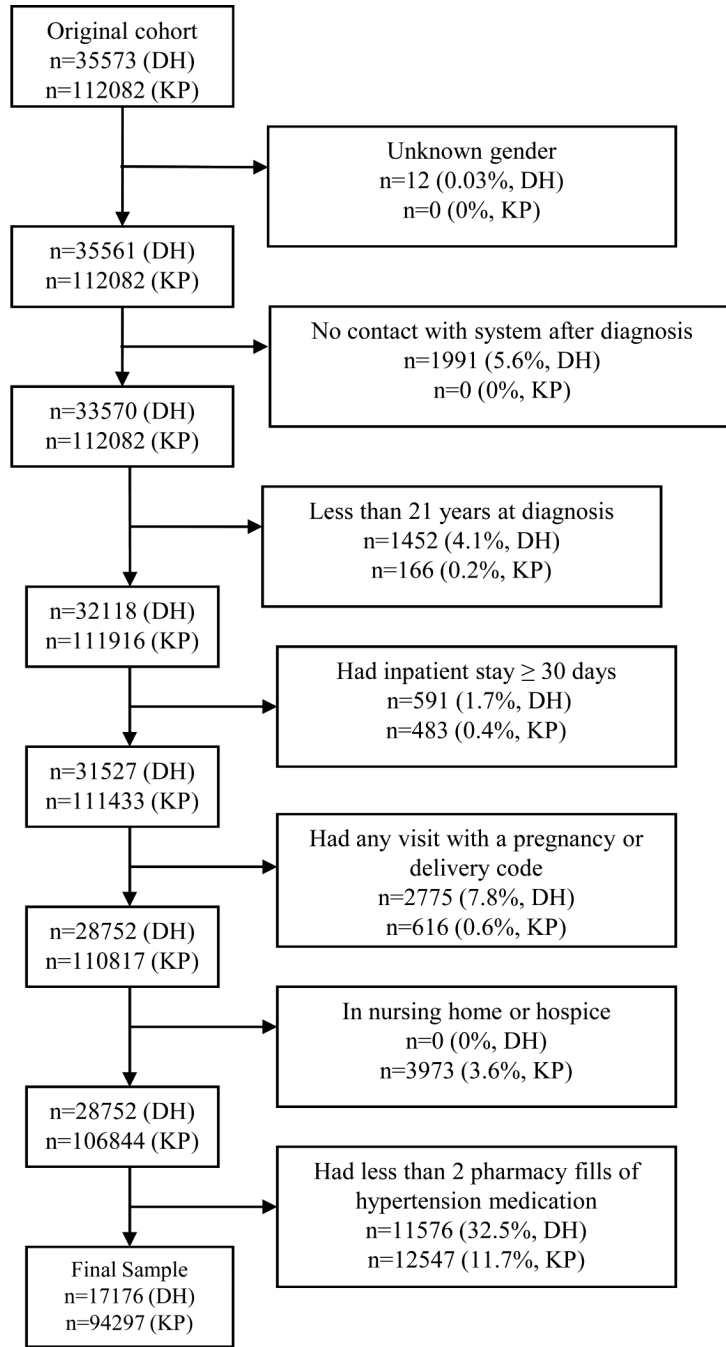 Original cohort
n=35573 (DH)
n=112082 (KP)
Unknown gender
n=12 (0.03%, DH)
n=0 (0%, KP)
n=35561 (DH)
n=112082 (KP)
No contact with system after diagnosis
n=1991 (5.6%, DH)
n=0 (0%, KP)
n=33570 (DH)
n=112082 (KP)
Less than 21 years at diagnosis
n=1452 (4.1%, DH)
n=166 (0.2%, KP)
n=32118 (DH)
n=111916 (KP)
Had inpatient stay ≥ 30 days
n=591 (1.7%, DH)
n=483 (0.4%, KP)
n=31527 (DH)
n=111433 (KP)
Had any visit with a pregnancy or
delivery code
n=2775 (7.8%, DH)
n=616 (0.6%, KP)
n=28752 (DH)
n=110817 (KP)
In nursing home or hospice
n=0 (0%, DH)
n=3973 (3.6%, KP)
n=28752 (DH)
n=106844 (KP)
Had less than 2 pharmacy fills of
hypertension medication
n=11576 (32.5%, DH)
n=12547 (11.7%, KP)
Final Sample
n=17176 (DH)
n=94297 (KP)